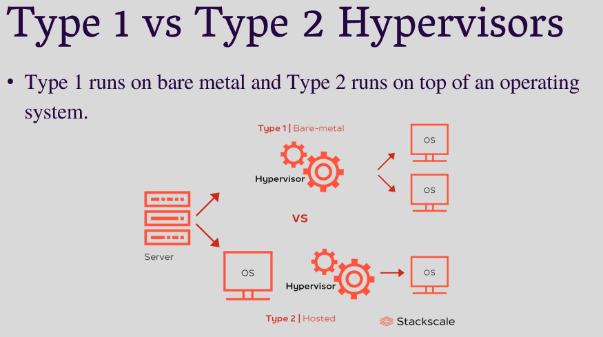 Type 1 vs Type 2 Hypervisors
• Type 1 runs on bare metal and Type 2 runs on top of an operating
system.
Type 1 | Bare-metal
OS
Hypervisor
OS
VS
Server
OS
Hypervisor
OS
Type 2 | Hosted
Stackscale